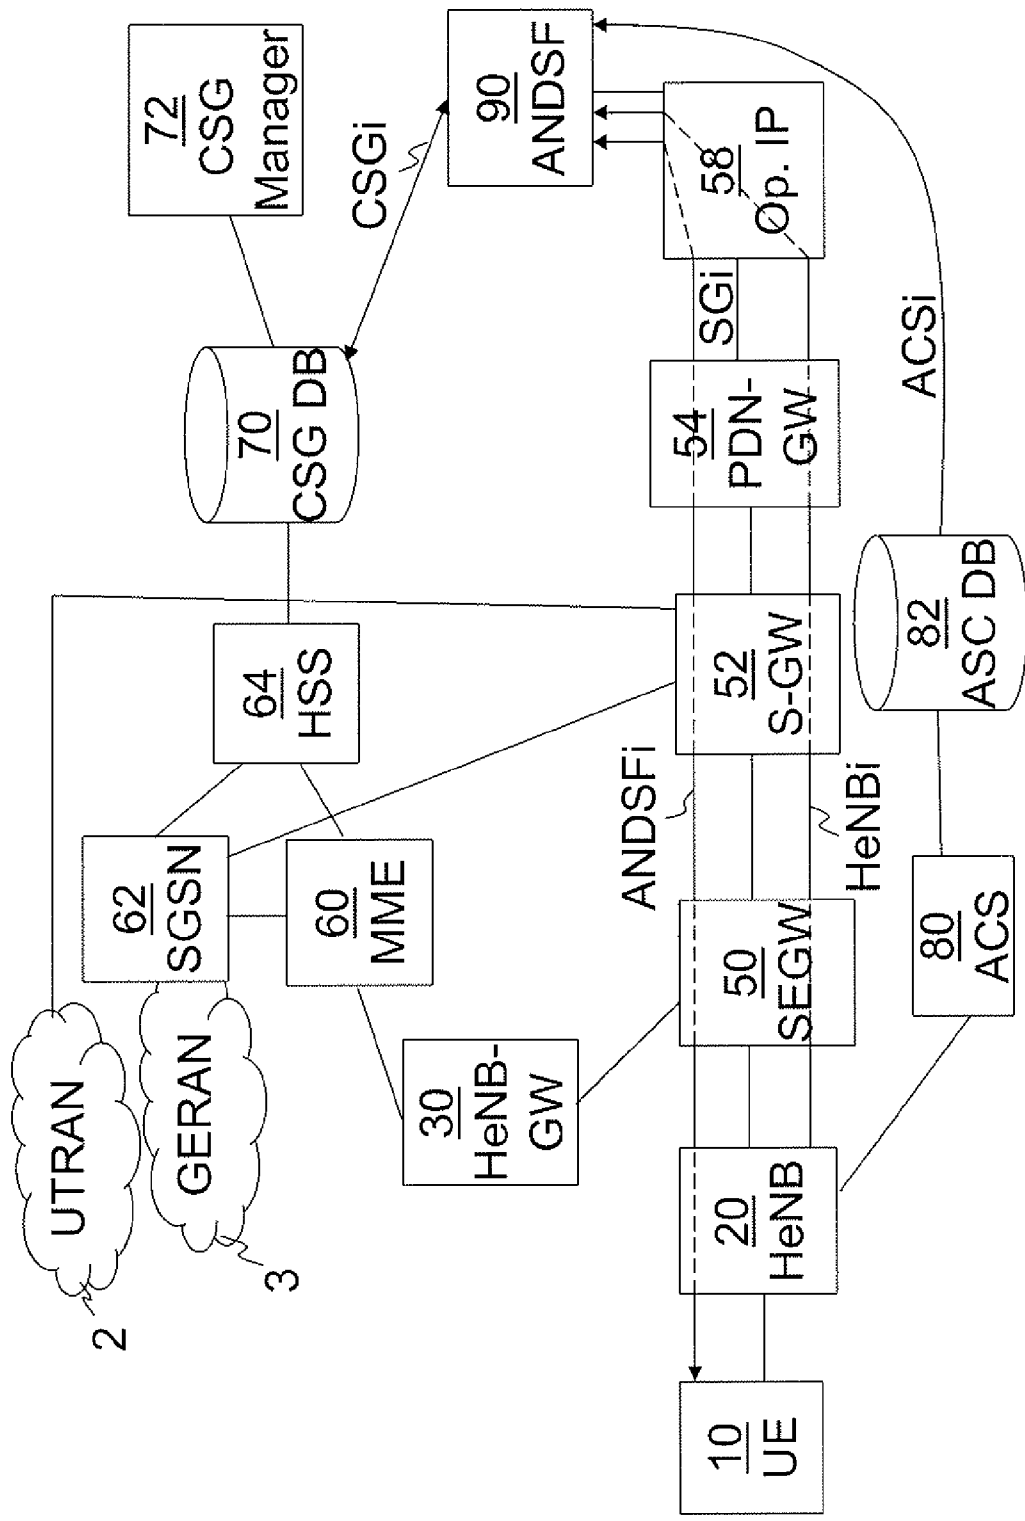 UTRAN
2
GERAN
3
62
SGSN
64
HSS
70
CSG DB
72
CSG
Manager
60
MME
CSGi
30
HeNB-
GW
90
ANDSF
ANDSFi
10
UE
20
HeNB
50
SEGW
52
S-GW
54
PDN-
GW
SGi
58
Op. IP
HeNBi
80
ACS
82
ASC DB
ACSi